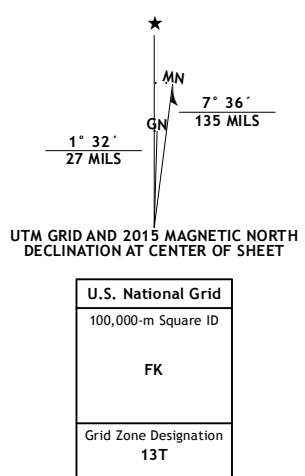 ★
MN
7° 36´
135 MILS
GN
1° 32´
27 MILS
UTM GRID AND 2015 MAGNETIC NORTH
DECLINATION AT CENTER OF SHEET
U.S. National Grid
100,000-m Square ID
FK
Grid Zone Designation
13T